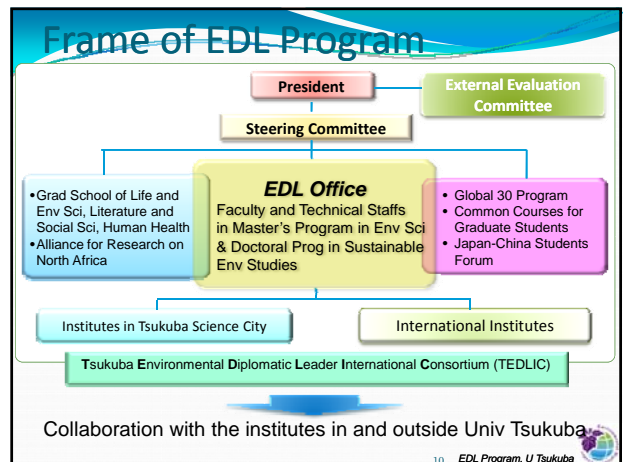 Frame of EDL Program
President
External Evaluation
Committee
Steering Committee
•Grad School of Life and
Env Sci, Literature and
Social Sci, Human Health
•Alliance for Research on
North Africa
EDL Office
Faculty and Technical Staffs
in Master's Program in Env Sci
& Doctoral Prog in Sustainable
Env Studies
• Global 30 Program
• Common Courses for
Graduate Students
• Japan-China Students
Forum
Institutes in Tsukuba Science City
International Institutes
Tsukuba Environmental Diplomatic Leader International Consortium (TEDLIC)
Collaboration with the institutes in and outside Univ Tsukuba
EDL Program, U Tsukuba